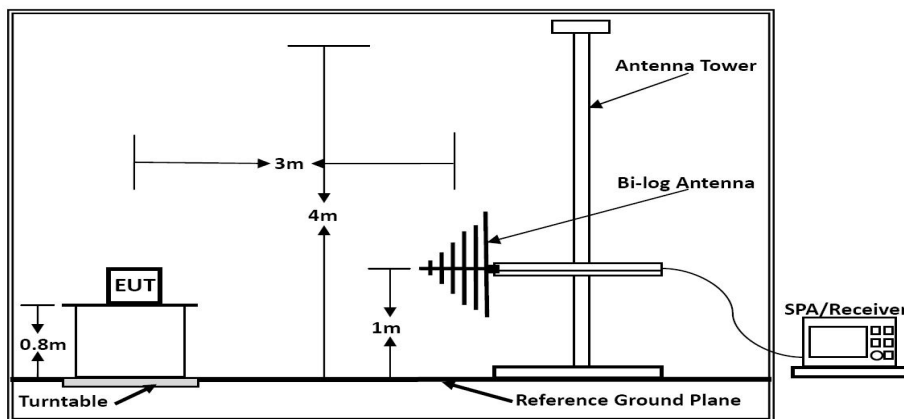 Antenna Tower
3m
Bi-log Antenna
4m
EUT
SPA/Receiver
1m
0.8m
Turntable
Reference Ground Plane